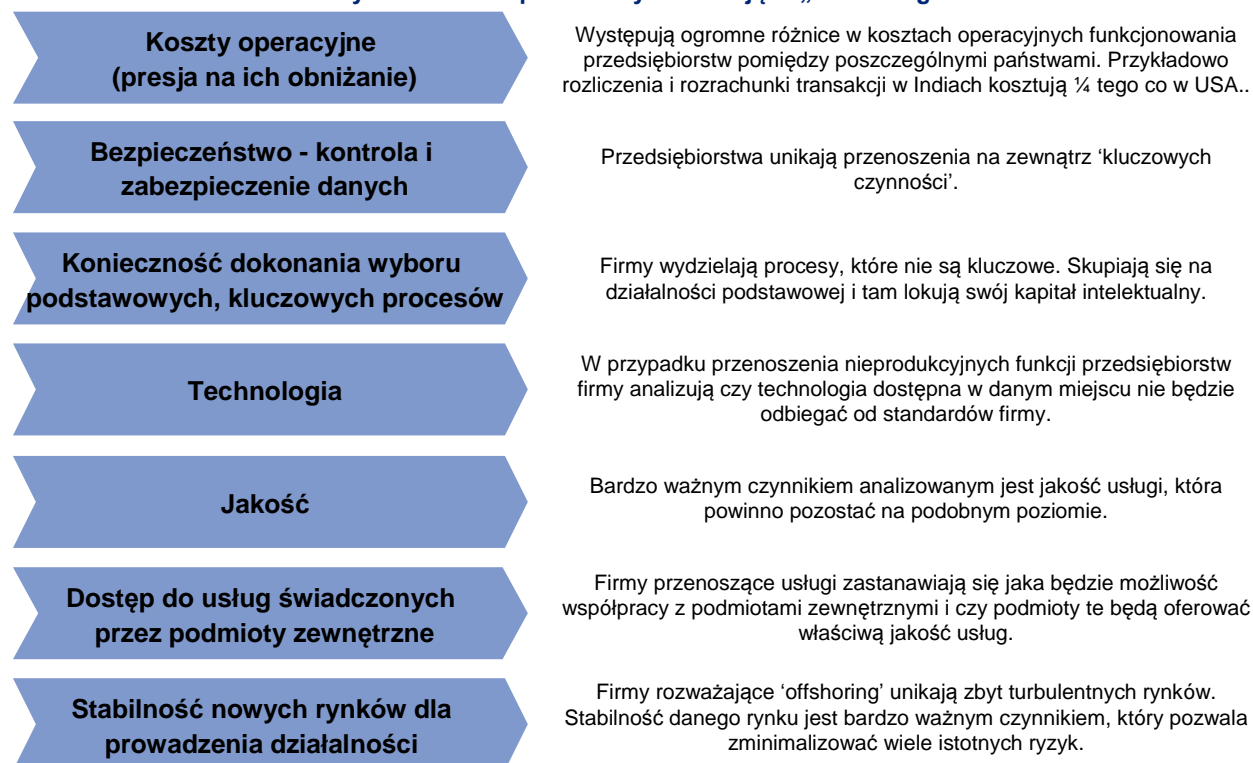 Koszty operacyjne
(presja na ich obniżanie)
Występują ogromne różnice w kosztach operacyjnych funkcjonowania
przedsiębiorstw pomiędzy poszczególnymi państwami. Przykładowo
rozliczenia i rozrachunki transakcji w Indiach kosztują ¼ tego co w USA..
Bezpieczeństwo - kontrola i
zabezpieczenie danych
Przedsiębiorstwa unikają przenoszenia na zewnątrz ‘kluczowych
czynności’.
Konieczność dokonania wyboru
podstawowych, kluczowych procesów
Firmy wydzielają procesy, które nie są kluczowe. Skupiają się na
działalności podstawowej i tam lokują swój kapitał intelektualny.
Technologia
W przypadku przenoszenia nieprodukcyjnych funkcji przedsiębiorstw
firmy analizują czy technologia dostępna w danym miejscu nie będzie
odbiegać od standardów firmy.
Jakość
Bardzo ważnym czynnikiem analizowanym jest jakość usługi, która
powinno pozostać na podobnym poziomie.
Dostęp do usług świadczonych
przez podmioty zewnętrzne
Firmy przenoszące usługi zastanawiają się jaka będzie możliwość
współpracy z podmiotami zewnętrznymi i czy podmioty te będą oferować
właściwą jakość usług.
Stabilność nowych rynków dla
prowadzenia działalności
Firmy rozważające ‘offshoring’ unikają zbyt turbulentnych rynków.
Stabilność danego rynku jest bardzo ważnym czynnikiem, który pozwala
zminimalizować wiele istotnych ryzyk.